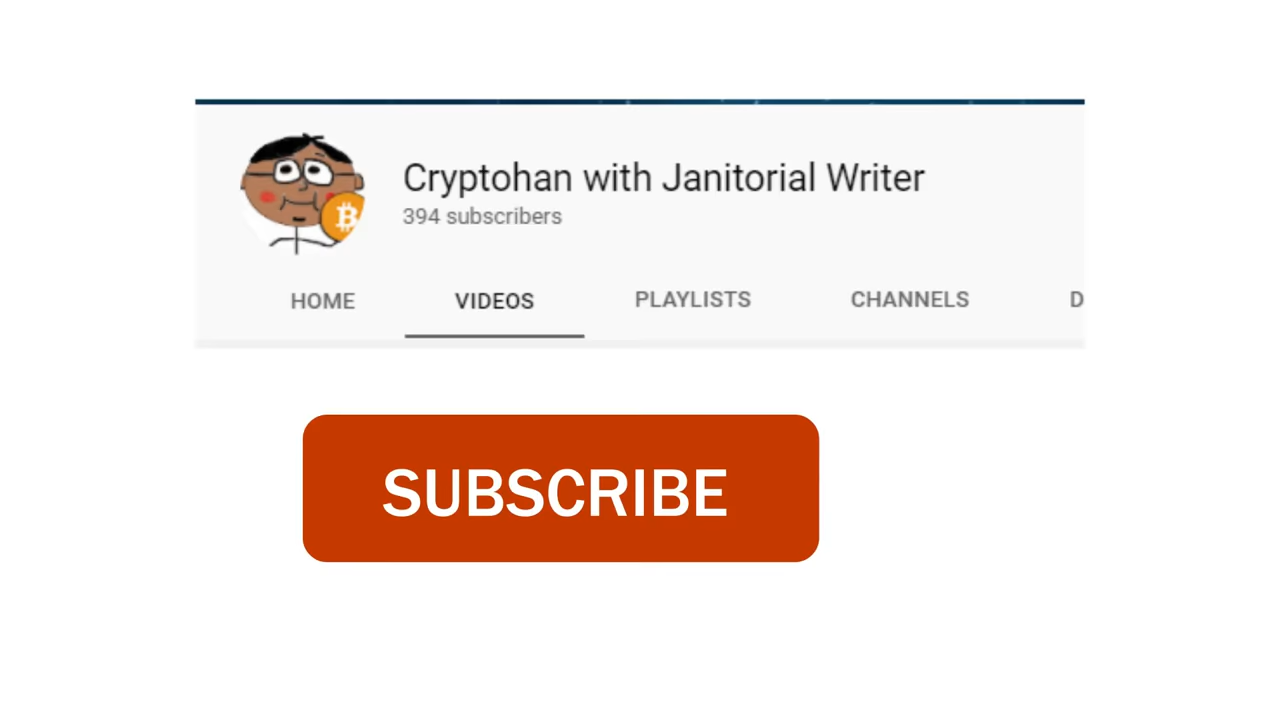 Cryptohan with Janitorial Writer
394 subscribers
HOME VIDEOS PLAYLISTS CHANNELS D
SUBSCRIBE